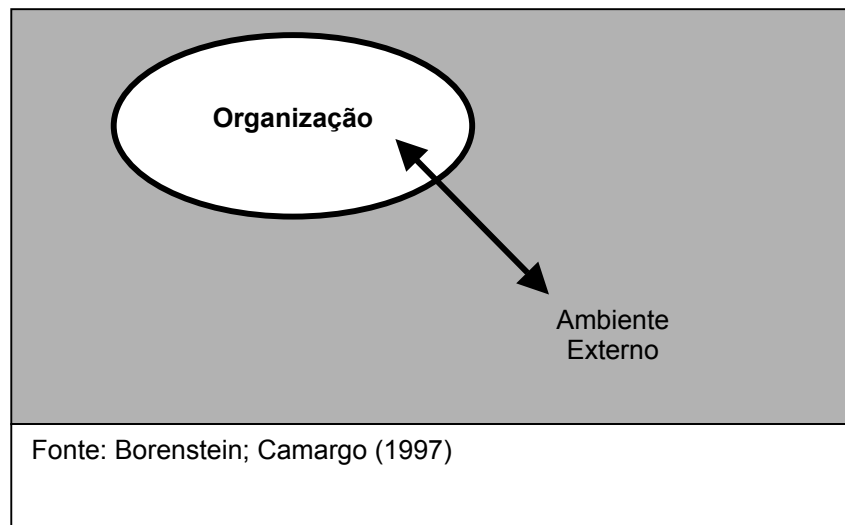 Organização
Ambiente
Externo
Fonte: Borenstein; Camargo (1997)